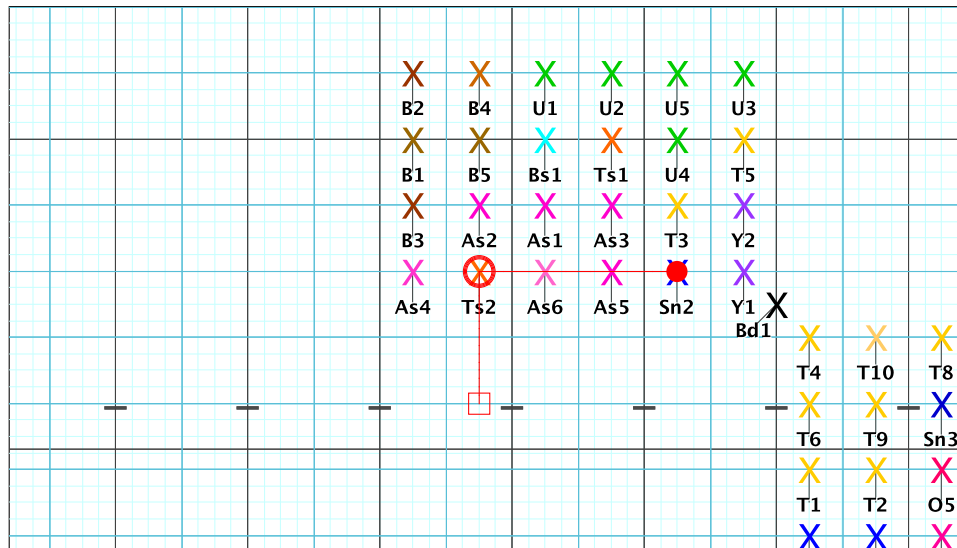 B2 B4 U1 U2 U5 U3
B1 B5 Bs1 Ts1 U4 T5
B3 As2 As1 As3 T3 Y2
As4 Ts2 As6 As5 Sn2 Y1
Bd1
T4 T10 T8
T6 T9 Sn3
T1 T2 O5